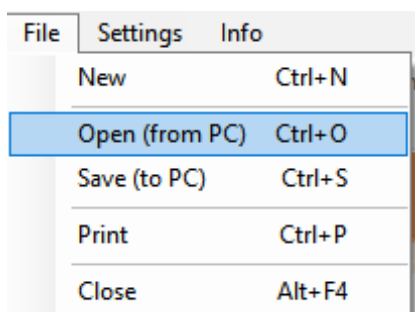 File Settings Info
New Ctrl+N
Open (from PC) Ctrl+O
Save (to PC) Ctrl+S
Print Ctrl+P
Close Alt+F4